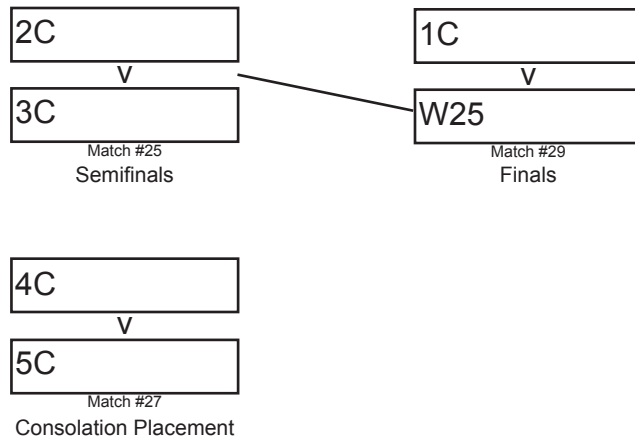 2C
v
3C
Match #25
Semifinals
1C
v
W25
Match #29
Finals
4C
v
5C
Match #27
Consolation Placement